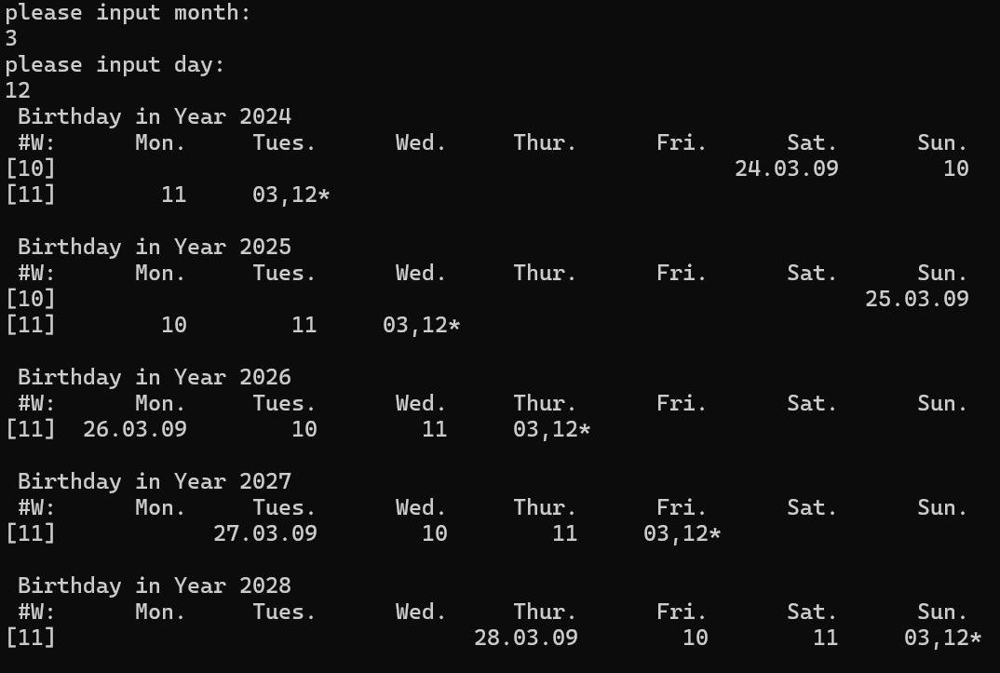 please input month:
3
please input day:
12
 Birthday in Year 2024
 #W:      Mon.     Tues.      Wed.     Thur.      Fri.      Sat.      Sun.
[10]                                                    24.03.09        10
[11]        11     03,12*

 Birthday in Year 2025
 #W:      Mon.     Tues.      Wed.     Thur.      Fri.      Sat.      Sun.
[10]                                                              25.03.09
[11]        10        11     03,12*

 Birthday in Year 2026
 #W:      Mon.     Tues.      Wed.     Thur.      Fri.      Sat.      Sun.
[11]  26.03.09        10        11     03,12*

 Birthday in Year 2027
 #W:      Mon.     Tues.      Wed.     Thur.      Fri.      Sat.      Sun.
[11]            27.03.09        10        11     03,12*

 Birthday in Year 2028
 #W:      Mon.     Tues.      Wed.     Thur.      Fri.      Sat.      Sun.
[11]                                28.03.09        10        11     03,12*